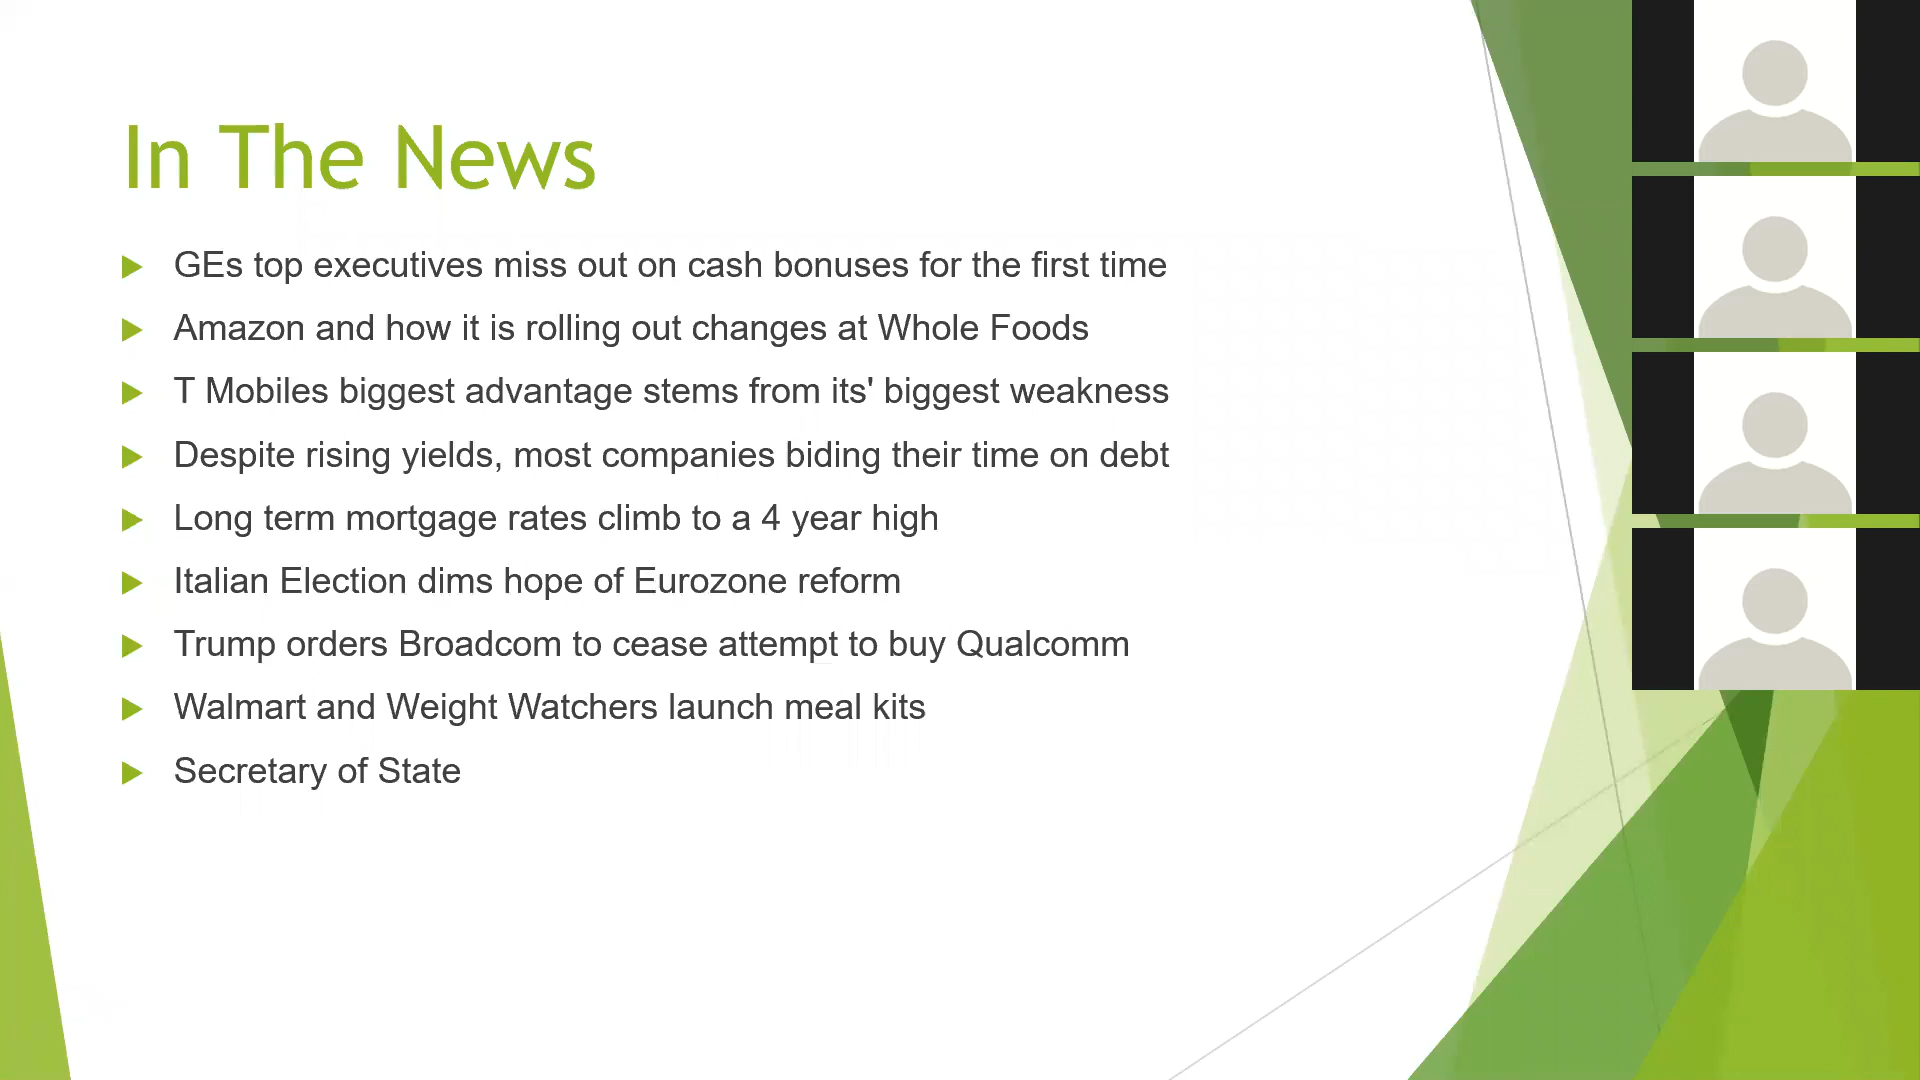 In The News
GEs top executives miss out on cash bonuses for the first time
Amazon and how it is rolling out changes at Whole Foods
T Mobiles biggest advantage stems from its' biggest weakness
Despite rising yields, most companies biding their time on debt
Long term mortgage rates climb to a 4 year high
Italian Election dims hope of Eurozone reform
Trump orders Broadcom to cease attempt to buy Qualcomm
Walmart and Weight Watchers launch meal kits
Secretary of State